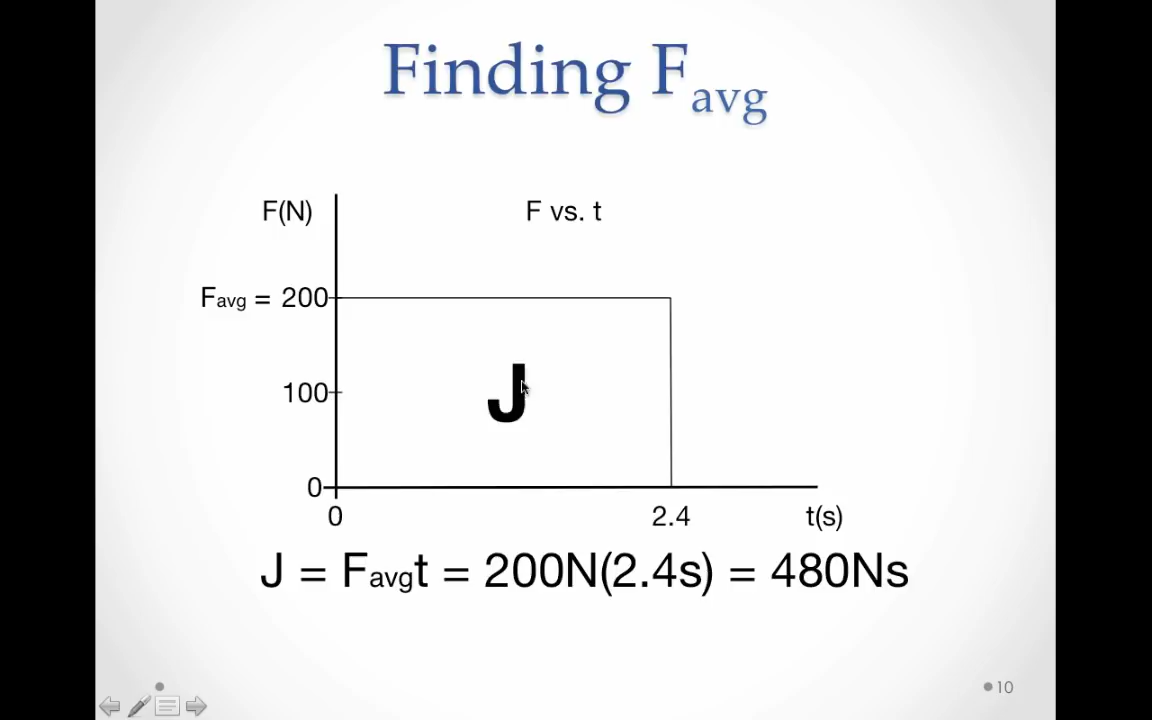 Finding Favg
F(N)
F vs. t
Favg = 200
J
100
0
0
2.4
t(s)
J = Favgt = 200N(2.4s) = 480Ns
10